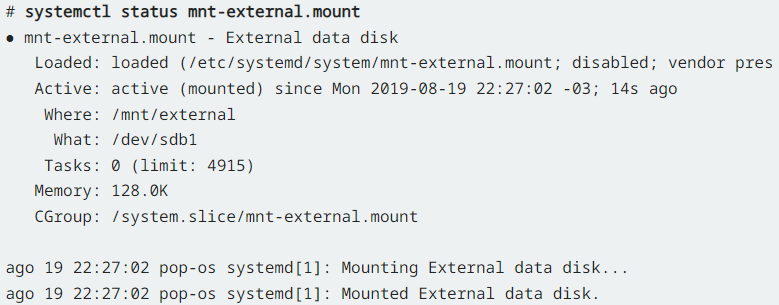 # systemctl status mnt-external.mount
● mnt-external.mount - External data disk
Loaded: loaded (/etc/systemd/system/mnt-external.mount; disabled; vendor pres
Active: active (mounted) since Mon 2019-08-19 22:27:02 -03; 14s ago
Where: /mnt/external
What: /dev/sdb1
Tasks: 0 (limit: 4915)
Memory: 128.0K
CGroup: /system.slice/mnt-external.mount
ago 19 22:27:02 pop-os systemd[1]: Mounting External data disk...
ago 19 22:27:02 pop-os systemd[1]: Mounted External data disk.